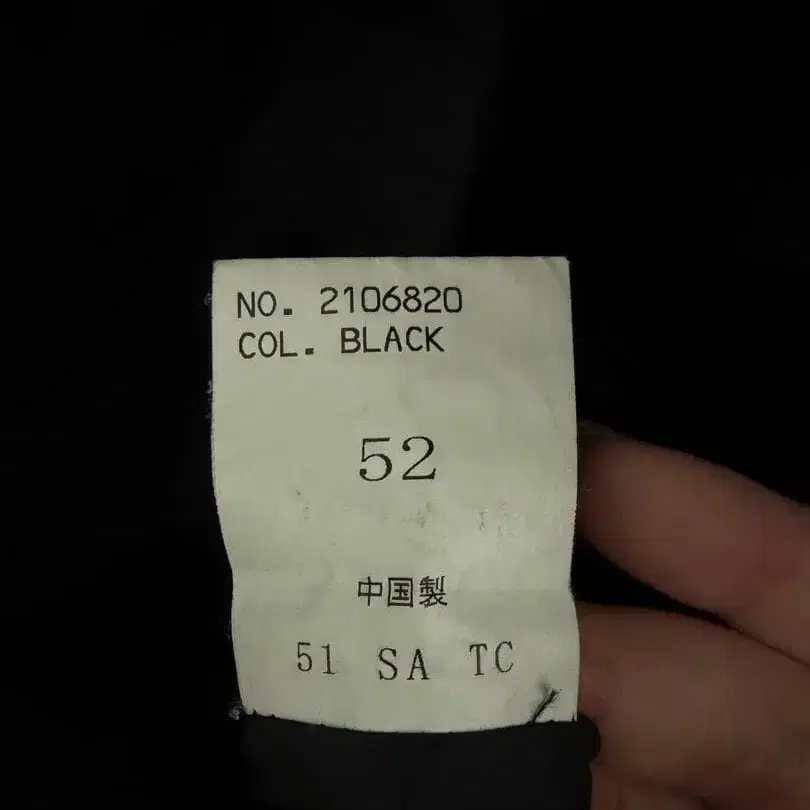 NO. 2106820
COL. BLACK
52
中国製
51 SA TC